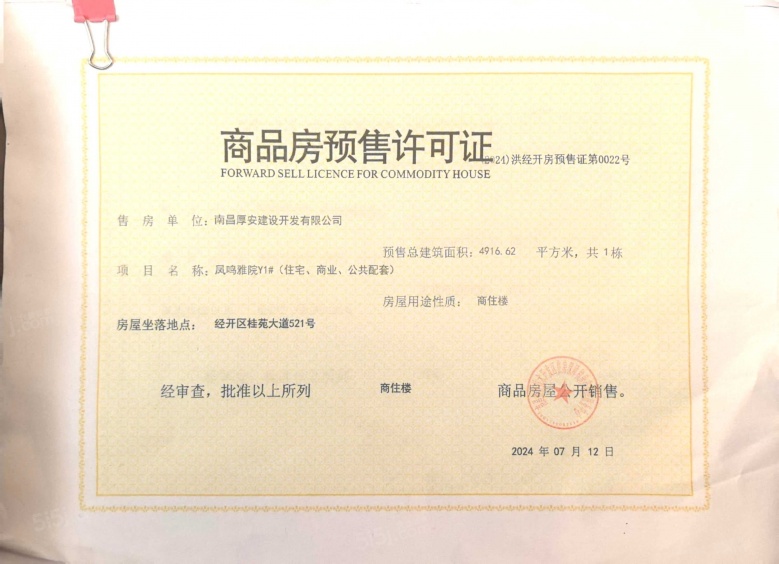 商品房预售许可证
(2024)洪经开房预售证第0022号
FORWARD SELL LICENCE FOR COMMODITY HOUSE
售房单位：南昌厚安建设开发有限公司
预售总建筑面积：4916.62 平方米，共1栋
项目名称：凤鸣雅院Y1#（住宅、商业、公共配套）
房屋用途性质：商住楼
房屋坐落地点：经开区桂苑大道521号
经审查，批准以上所列 商住楼 商品房屋公开销售。
2024 年 07 月 12 日